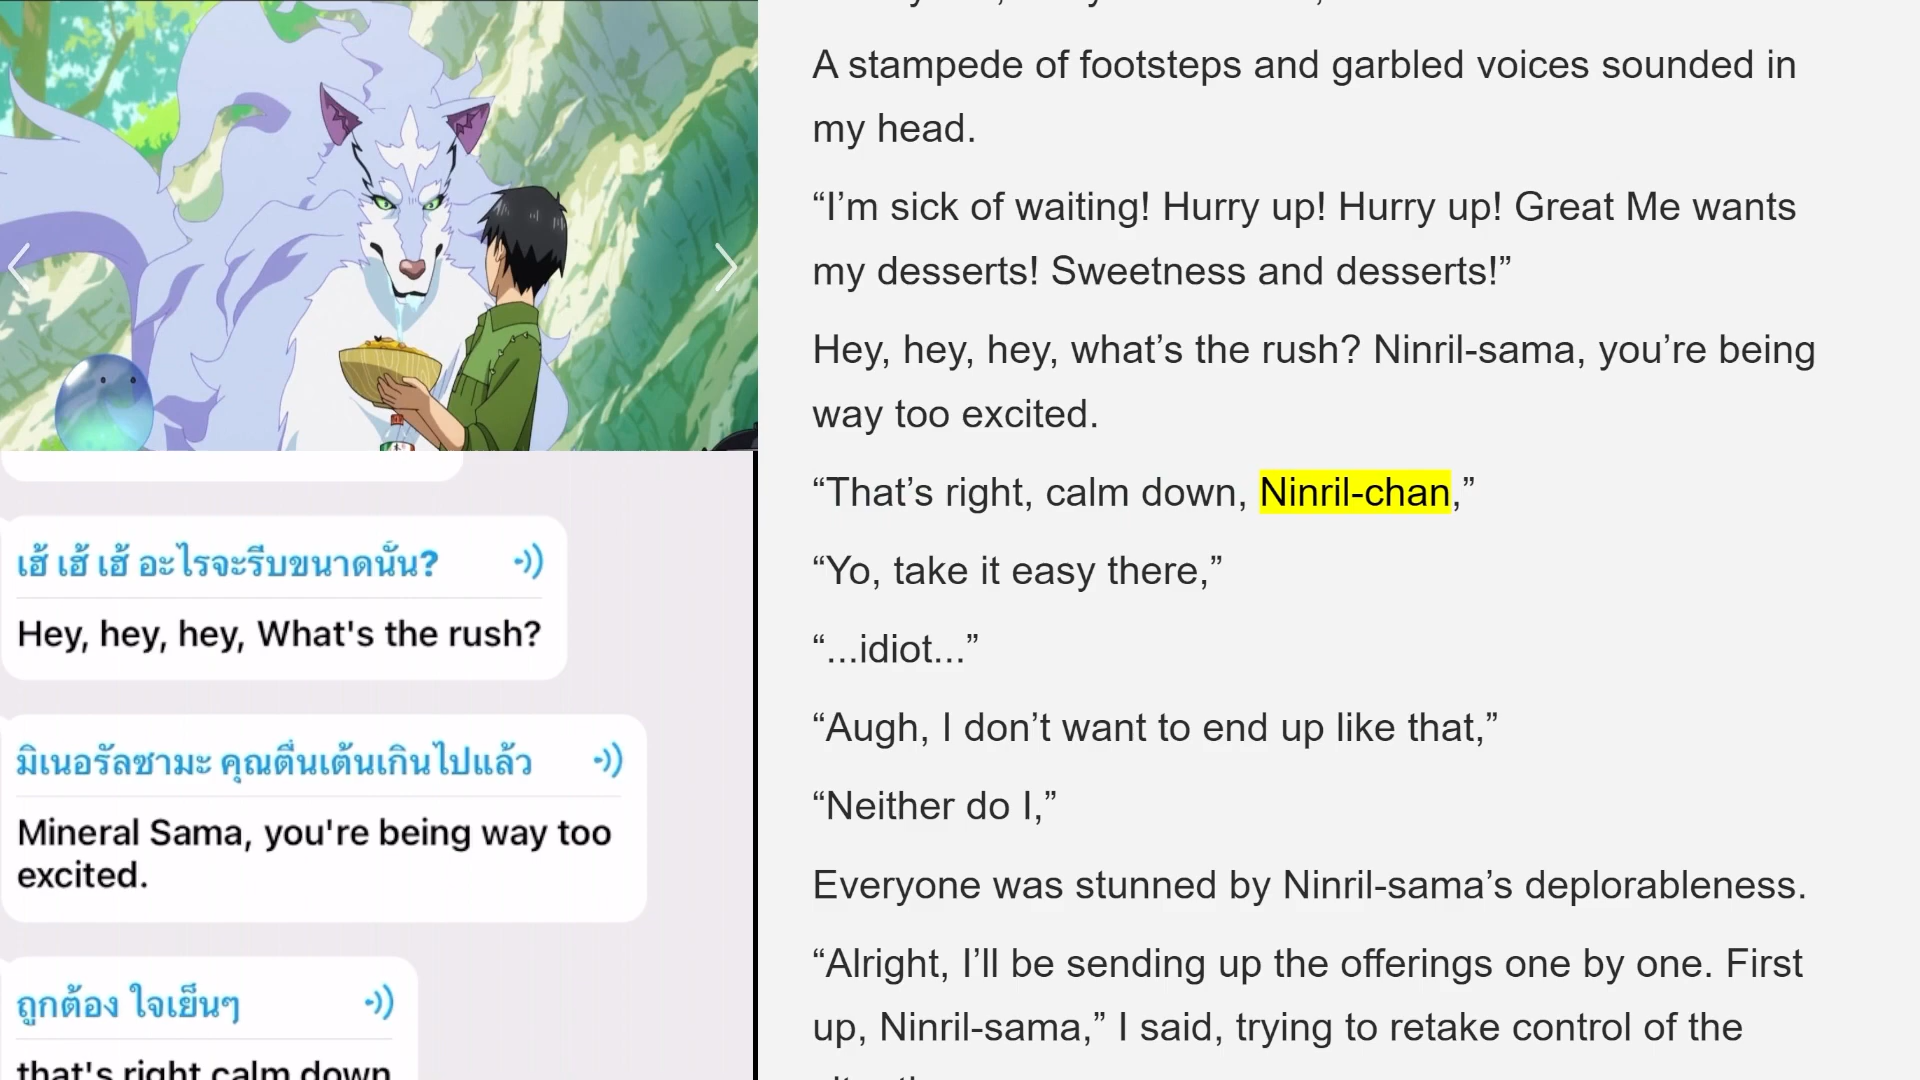 เฮ้ เฮ้ เฮ้ อะไรจะรีบขนาดนั้น?
Hey, hey, hey, What's the rush?
มิเนอรัลซามะ คุณตื่นเต้นเกินไปแล้ว
Mineral Sama, you're being way too
excited.
ถูกต้อง ใจเย็นๆ
that's right calm down
A stampede of footsteps and garbled voices sounded in
my head.
“I’m sick of waiting! Hurry up! Hurry up! Great Me wants
my desserts! Sweetness and desserts!”
Hey, hey, hey, what’s the rush? Ninril-sama, you’re being
way too excited.
“That’s right, calm down, Ninril-chan,”
“Yo, take it easy there,”
“...idiot...”
“Augh, I don’t want to end up like that,”
“Neither do I,”
Everyone was stunned by Ninril-sama’s deplorableness.
“Alright, I’ll be sending up the offerings one by one. First
up, Ninril-sama,” I said, trying to retake control of the